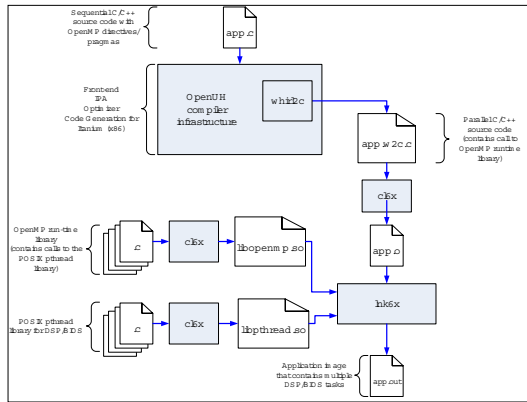 Sequential C/C++
source code with
OpenMP directives/
pragmas
app.c
Frontend
IPA
Optimizer
Code Generation for
Itanium (x86)
OpenUH
compiler
infrastructure
whirl2c
app.w2c.c
Parallel C/C++
source code
(contains call to
OpenMP runtime
library)
cl6x
app.o
OpenMP run-time
library
(contains calls to the
POSIX pthread
library)
.c
cl6x
libopenmp.so
lnk6x
POSIX pthread
library for DSP/BIOS
.c
cl6x
libpthread.so
Application image
that contains multiple
DSP/BIOS
tasks
app.out